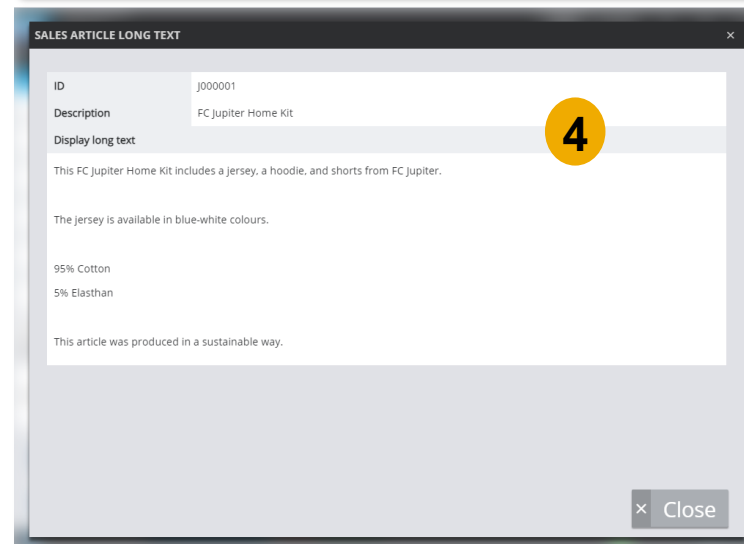 SALES ARTICLE LONG TEXT ×
ID J000001
Description FC Jupiter Home Kit
4
Display long text
This FC Jupiter Home Kit includes a jersey, a hoodie, and shorts from FC Jupiter.
The jersey is available in blue-white colours.
95% Cotton
5% Elasthan
This article was produced in a sustainable way.
× Close